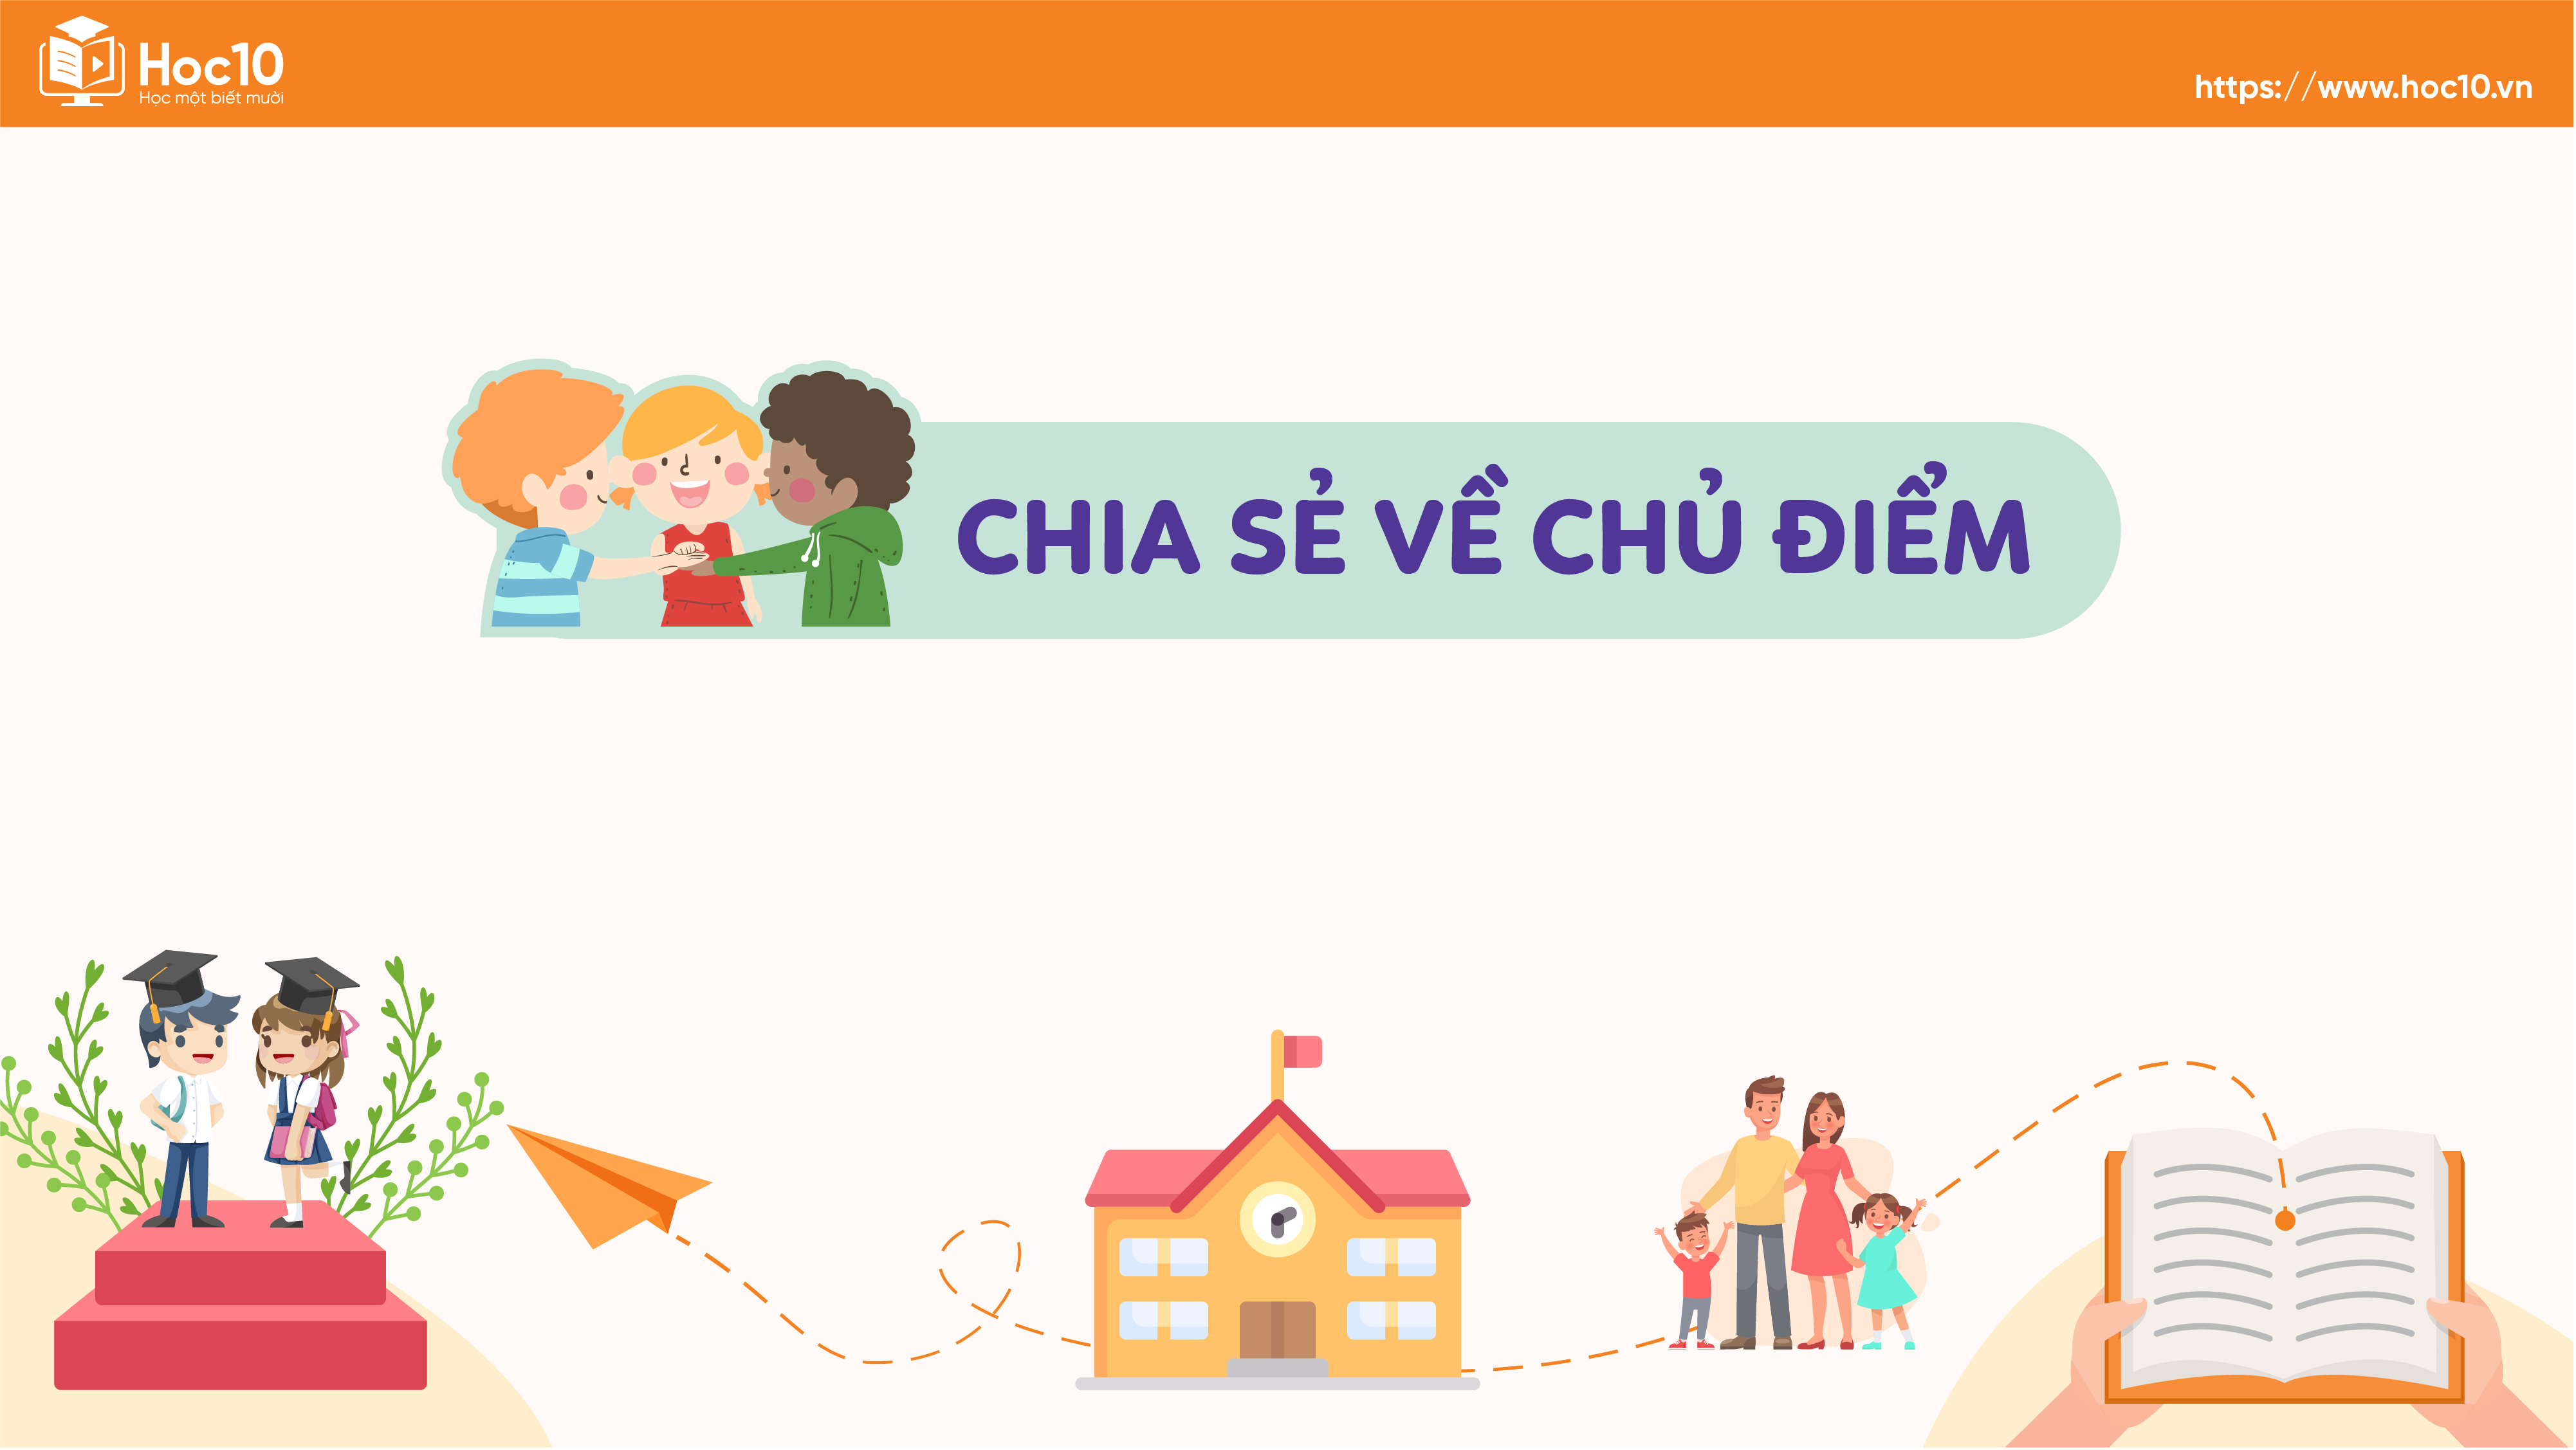 Hoc10
Học một biết mười
https://www.hoc10.vn
CHIA SẺ VỀ CHỦ ĐIỂM